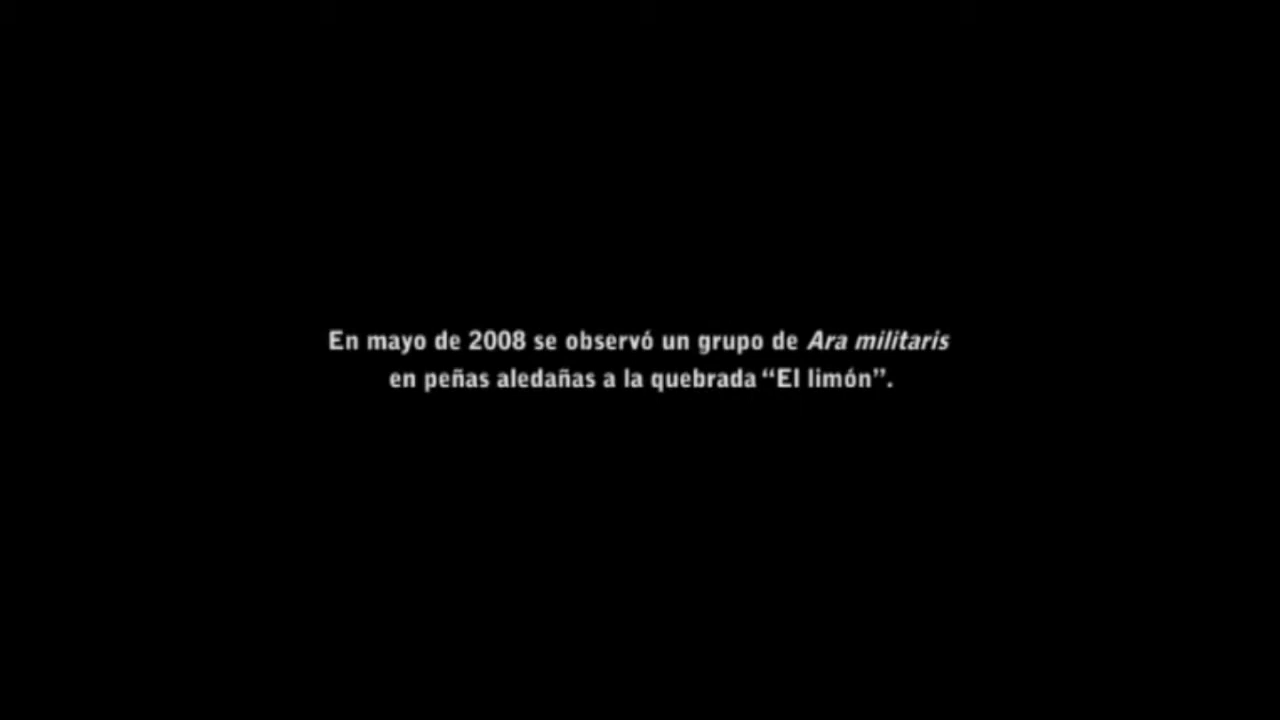 En mayo de 2008 se observó un grupo de Ara militaris
en peñas aledañas a la quebrada “El limón”.